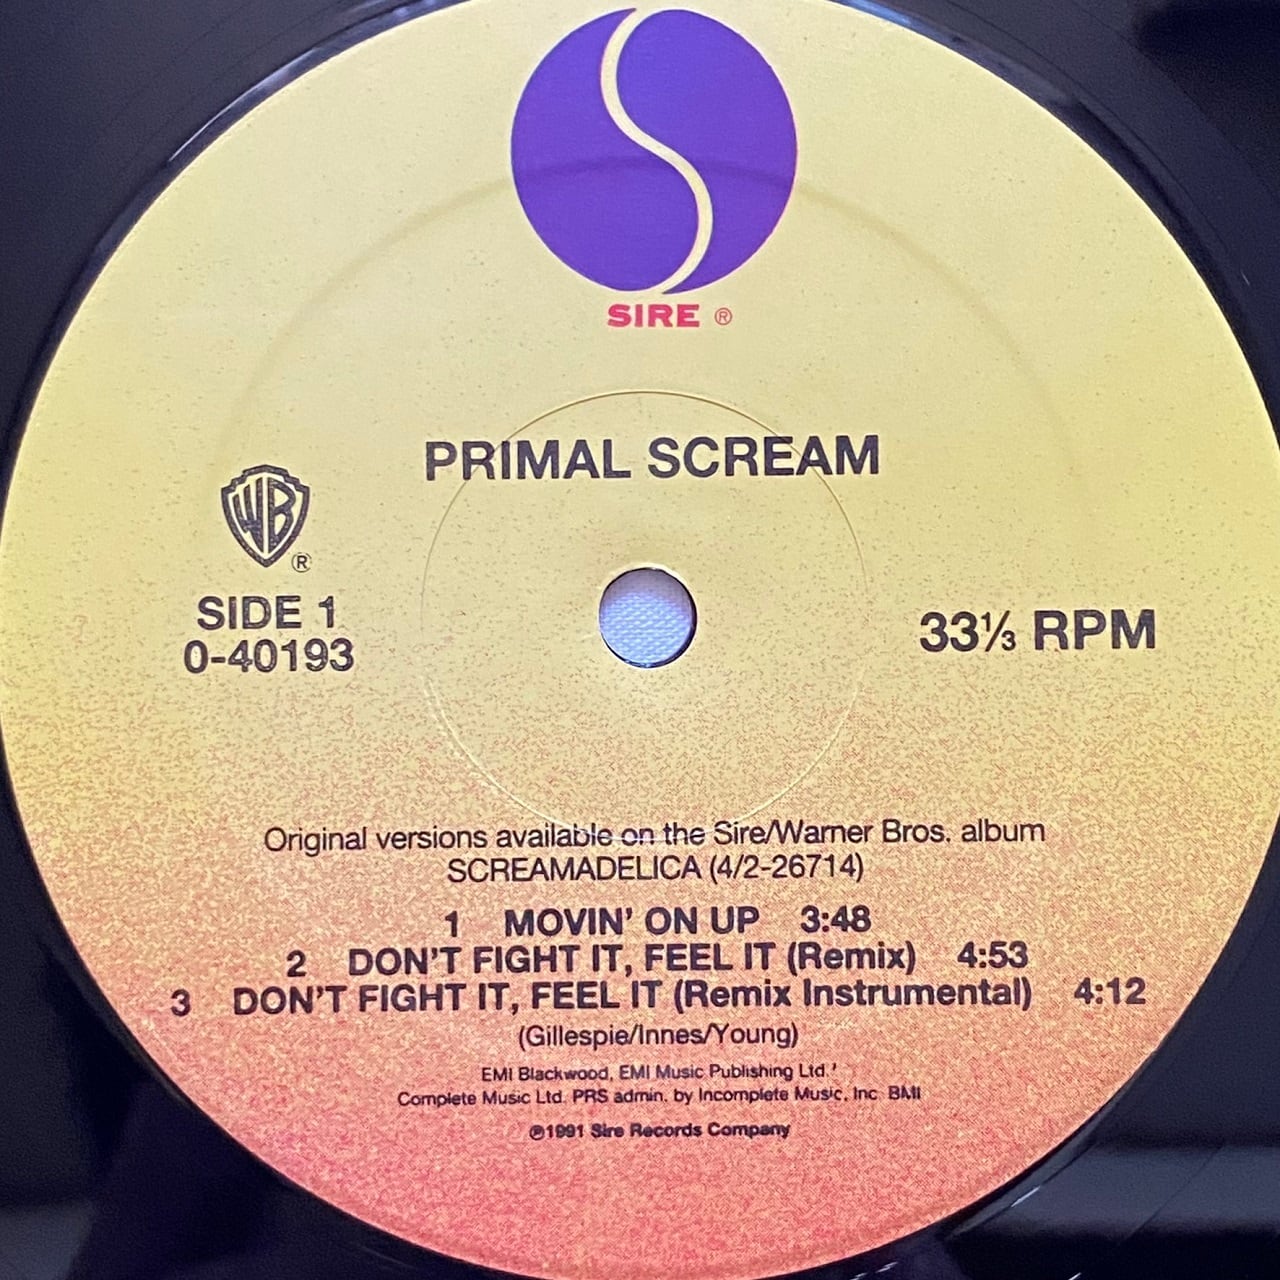 SIRE ®
PRIMAL SCREAM
WB ®
SIDE 1
0-40193
33⅓ RPM
Original versions available on the Sire/Warner Bros. album
SCREAMADELICA (4/2-26714)
1 MOVIN' ON UP 3:48
2 DON'T FIGHT IT, FEEL IT (Remix) 4:53
3 DON'T FIGHT IT, FEEL IT (Remix Instrumental) 4:12
(Gillespie/Innes/Young)
EMI Blackwood, EMI Music Publishing Ltd.'
Complete Music Ltd. PRS admin. by Incomplete Music, Inc. BMI
℗1991 Sire Records Company